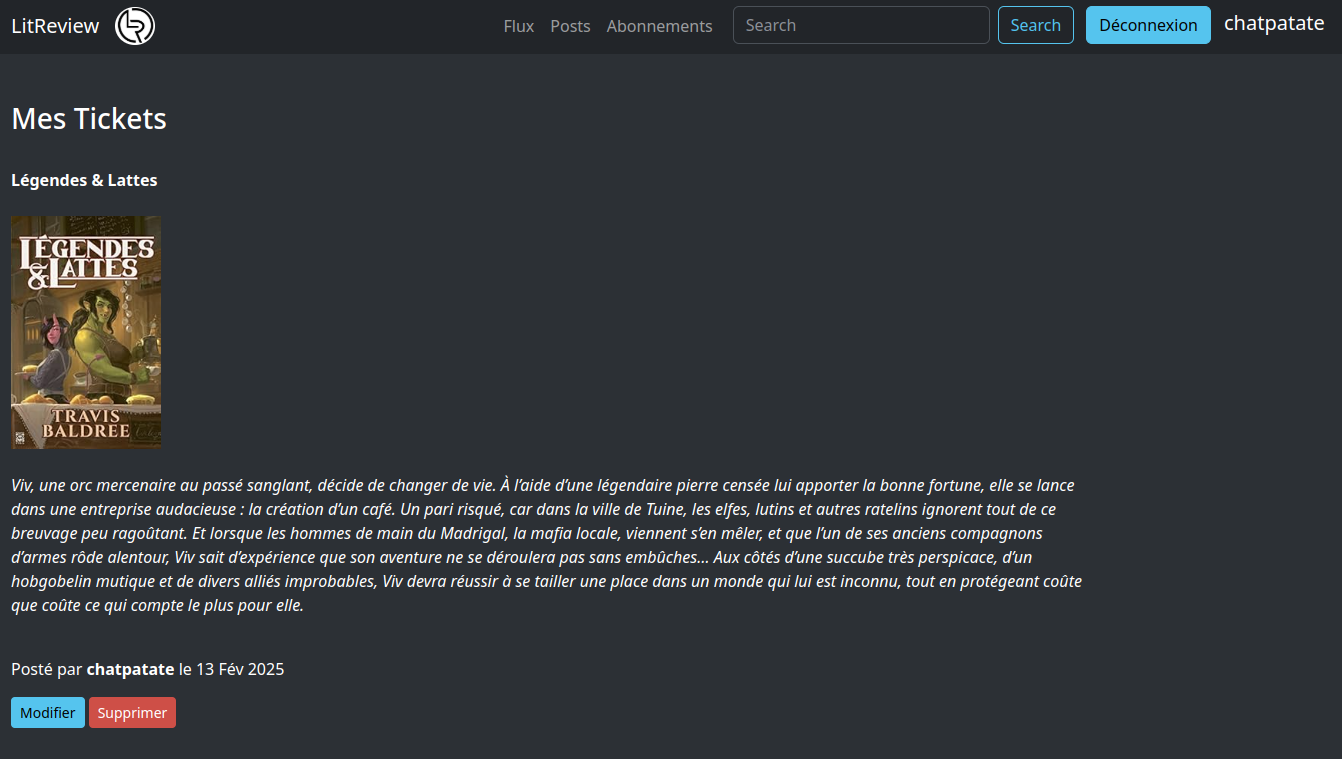 LitReview LR Flux Posts Abonnements Search Search Déconnexion chatpatate
Mes Tickets
Légendes & Lattes
LÉGENDES
& LATTES
TRAVIS
BALDREE
Viv, une orc mercenaire au passé sanglant, décide de changer de vie. À l’aide d’une légendaire pierre censée lui apporter la bonne fortune, elle se lance
dans une entreprise audacieuse : la création d’un café. Un pari risqué, car dans la ville de Tuine, les elfes, lutins et autres ratelins ignorent tout de ce
breuvage peu ragoûtant. Et lorsque les hommes de main du Madrigal, la mafia locale, viennent s’en mêler, et que l’un de ses anciens compagnons
d’armes rôde alentour, Viv sait d’expérience que son aventure ne se déroulera pas sans embûches... Aux côtés d’une succube très perspicace, d’un
hobgobelin mutique et de divers alliés improbables, Viv devra réussir à se tailler une place dans un monde qui lui est inconnu, tout en protégeant coûte
que coûte ce qui compte le plus pour elle.
Posté par chatpatate le 13 Fév 2025
Modifier Supprimer